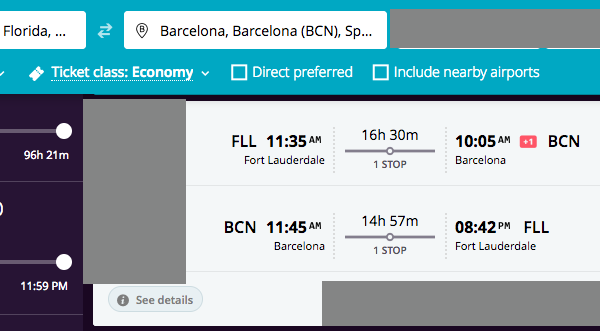 Florida, ...
B
Barcelona, Barcelona (BCN), Sp...
Ticket class: Economy
Direct preferred
Include nearby airports
96h 21m
11:59 PM
FLL 11:35 AM
Fort Lauderdale
16h 30m
1 STOP
10:05 AM +1 BCN
Barcelona
BCN 11:45 AM
Barcelona
14h 57m
1 STOP
08:42 PM FLL
Fort Lauderdale
i See details